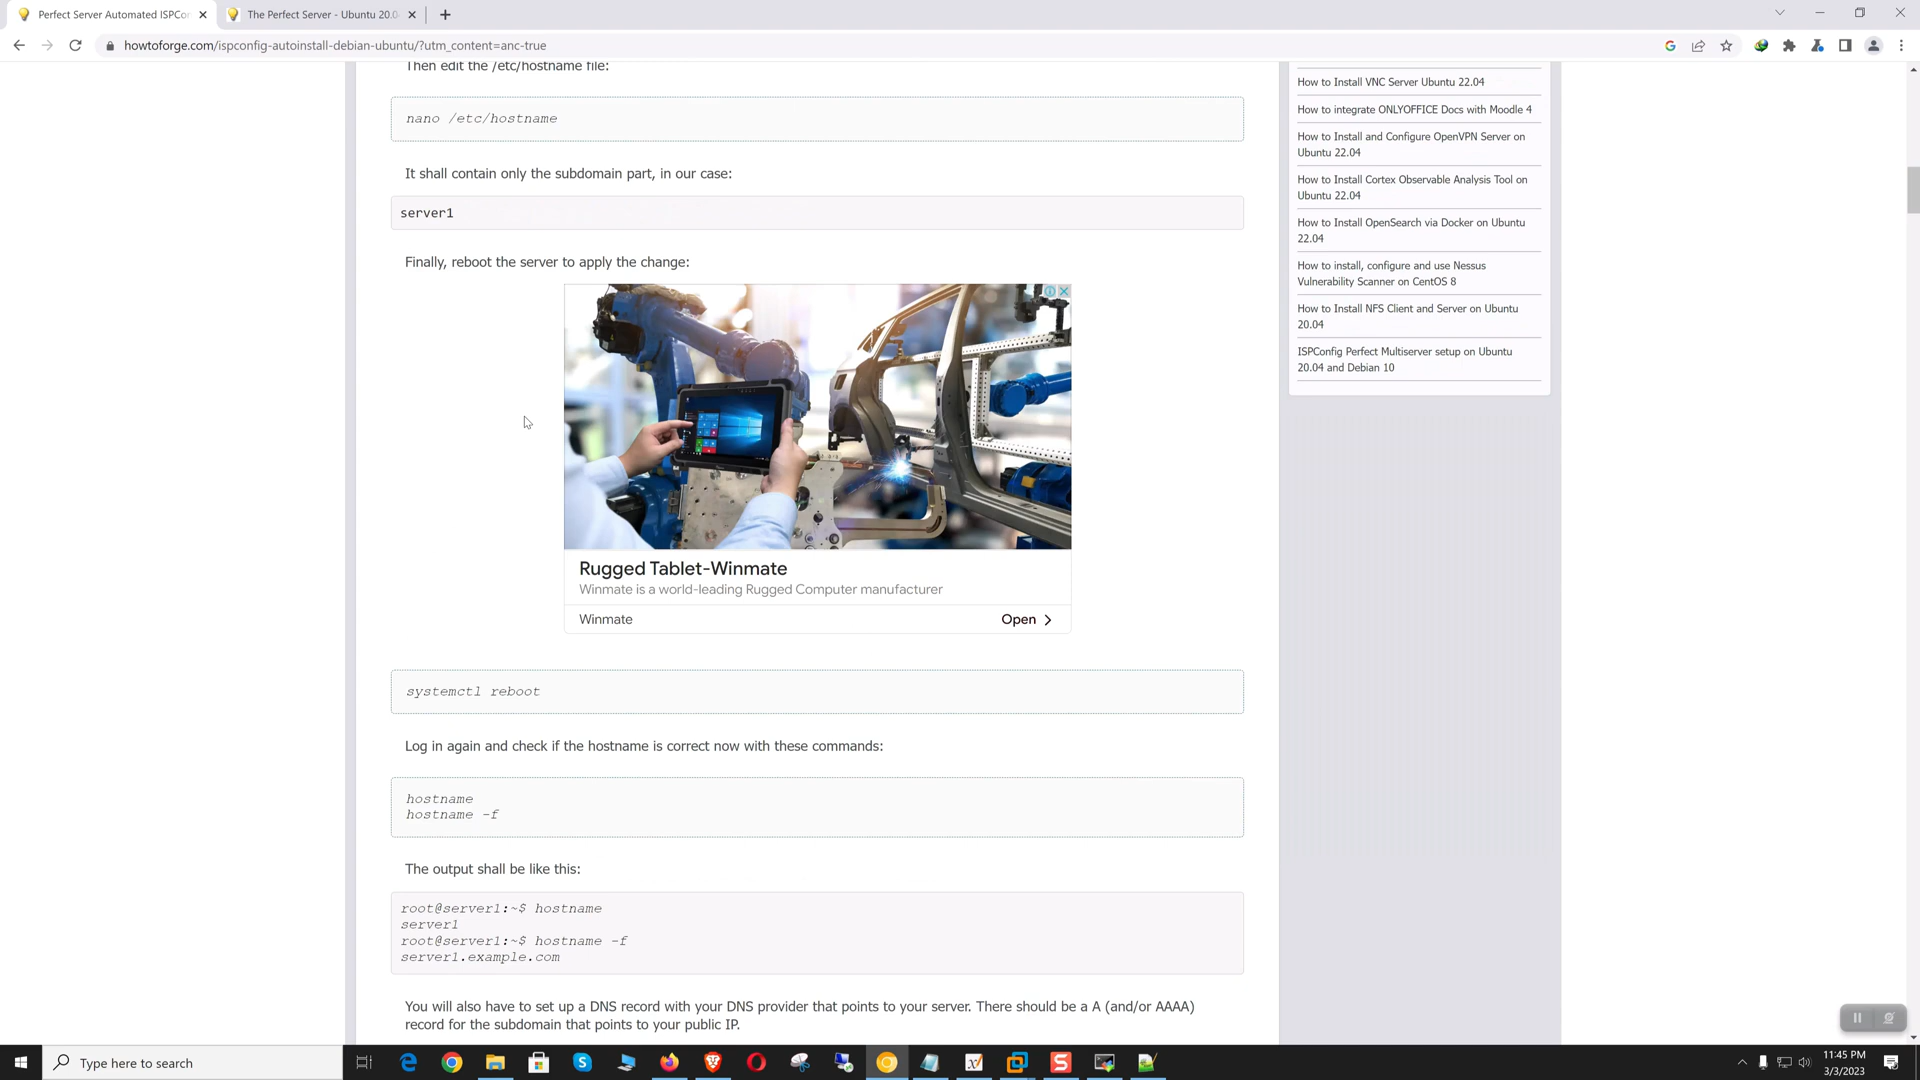 Perfect Server Automated ISPCor
The Perfect Server - Ubuntu 20.0
howtoforge.com/ispconfig-autoinstall-debian-ubuntu/?utm_content=anc-true
Then edit the /etc/hostname file:
nano /etc/hostname
It shall contain only the subdomain part, in our case:
server1
Finally, reboot the server to apply the change:
Rugged Tablet-Winmate
Winmate is a world-leading Rugged Computer manufacturer
Winmate
Open
systemctl reboot
Log in again and check if the hostname is correct now with these commands:
hostname
hostname -f
The output shall be like this:
root@server1:~$ hostname
server1
root@server1:~$ hostname -f
server1.example.com
You will also have to set up a DNS record with your DNS provider that points to your server. There should be a A (and/or AAAA)
record for the subdomain that points to your public IP.
How to Install VNC Server Ubuntu 22.04
How to integrate ONLYOFFICE Docs with Moodle 4
How to Install and Configure OpenVPN Server on
Ubuntu 22.04
How to Install Cortex Observable Analysis Tool on
Ubuntu 22.04
How to Install OpenSearch via Docker on Ubuntu
22.04
How to install, configure and use Nessus
Vulnerability Scanner on CentOS 8
How to Install NFS Client and Server on Ubuntu
20.04
ISPConfig Perfect Multiserver setup on Ubuntu
20.04 and Debian 10
Type here to search
11:45 PM
3/3/2023